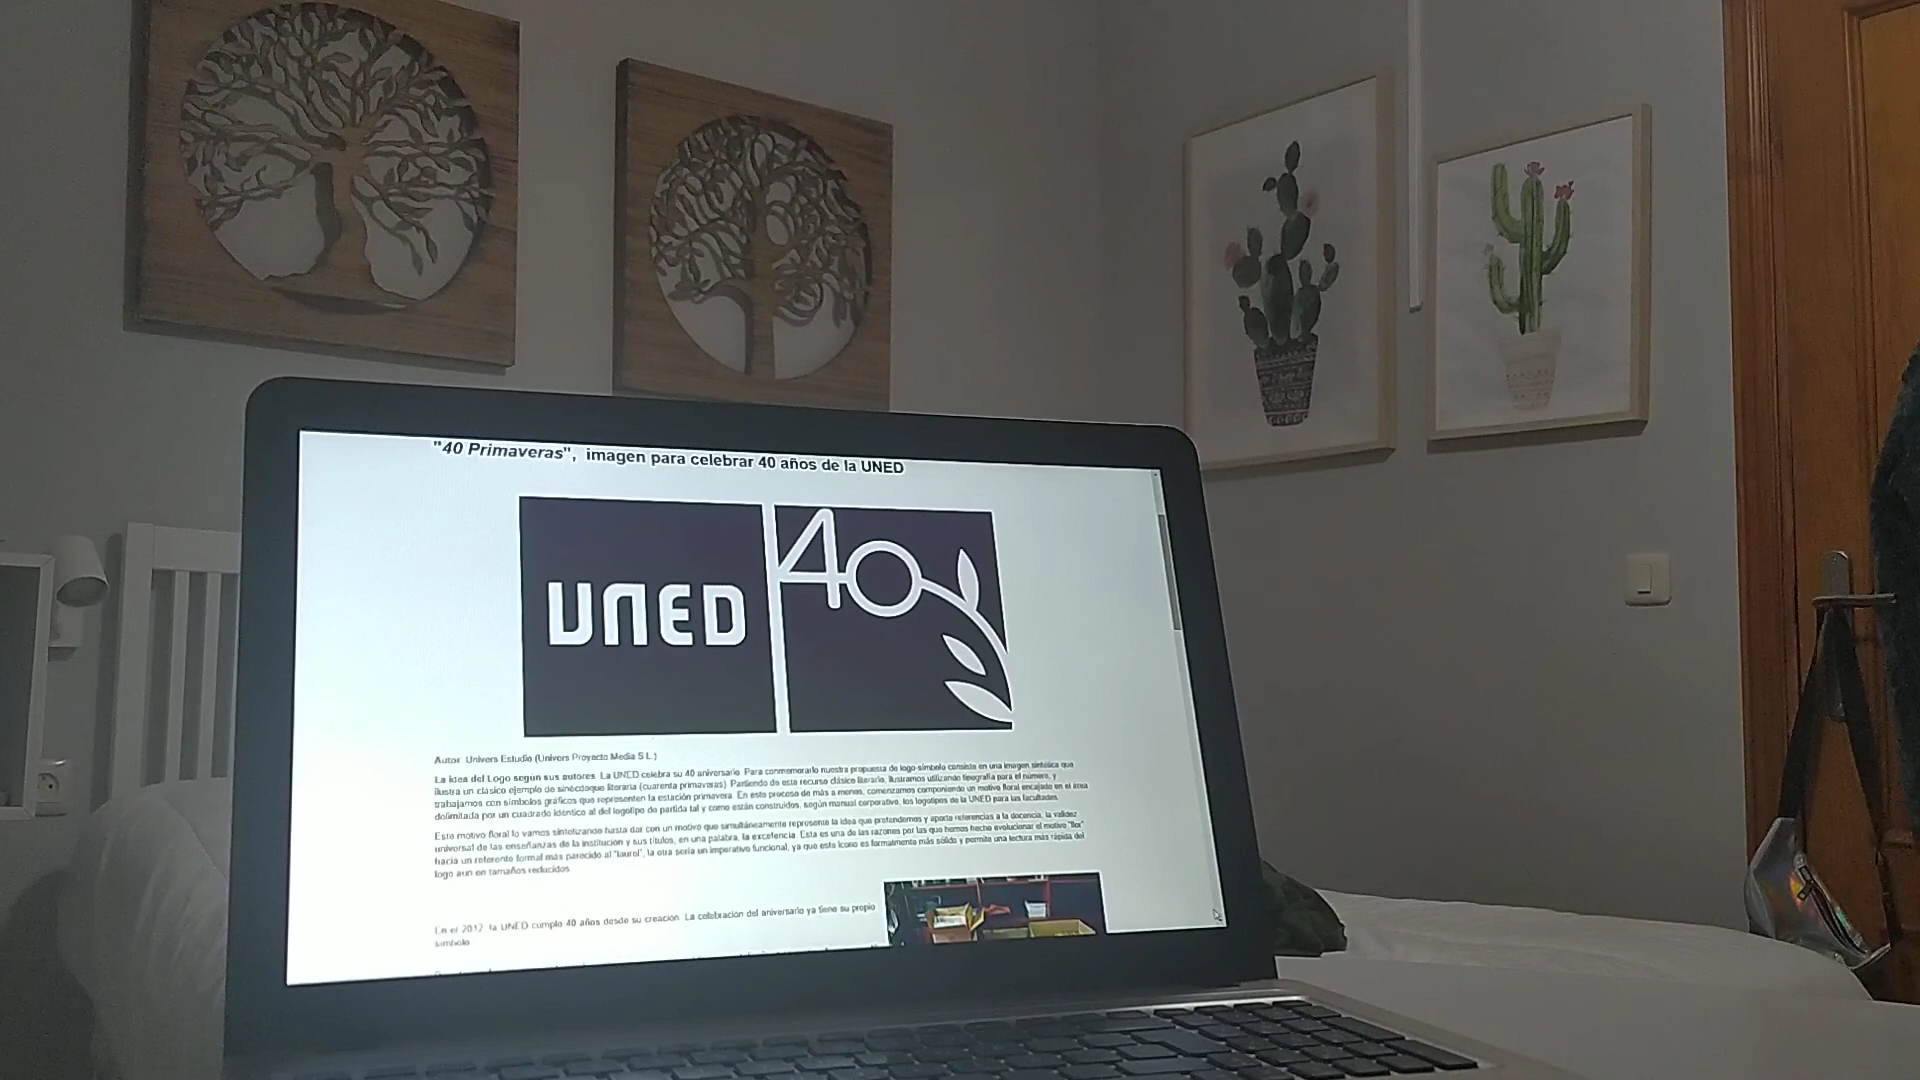 "40 Primaveras", imagen para celebrar 40 años de la UNED
UNED
40
Autor: Univers Estudio (Univers Proyecto Media S.L.)
La idea del Logo según sus autores. La UNED celebra su 40 aniversario. Para conmemorarlo nuestra propuesta de logo-símbolo consiste en una imagen sintética que
ilustra un clásico ejemplo de sinécdoque literaria (cuarenta primaveras). Partiendo de este recurso clásico literario, ilustramos utilizando tipografía para el número, y
trabajamos con símbolos gráficos que representen la estación primavera. En este proceso de más a menos, comenzamos componiendo un motivo floral encajado en el área
delimitada por un cuadrado idéntico al del logotipo de partida tal y como están construidos, según manual corporativo, los logotipos de la UNED para las facultades.
Este motivo floral lo vamos sintetizando hasta dar con un motivo que simultáneamente represente la idea que pretendemos y aporte referencias a la docencia, la validez
universal de las enseñanzas de la institución y sus títulos, en una palabra, la excelencia. Esta es una de las razones por las que hemos hecho evolucionar el motivo "flor"
hacia un referente formal más parecido al "laurel", la otra sería un imperativo funcional, ya que este icono es formalmente más sólido y permite una lectura más rápida del
logo aun en tamaños reducidos.
En el 2012, la UNED cumple 40 años desde su creación. La celebración del aniversario ya tiene su propio
símbolo.